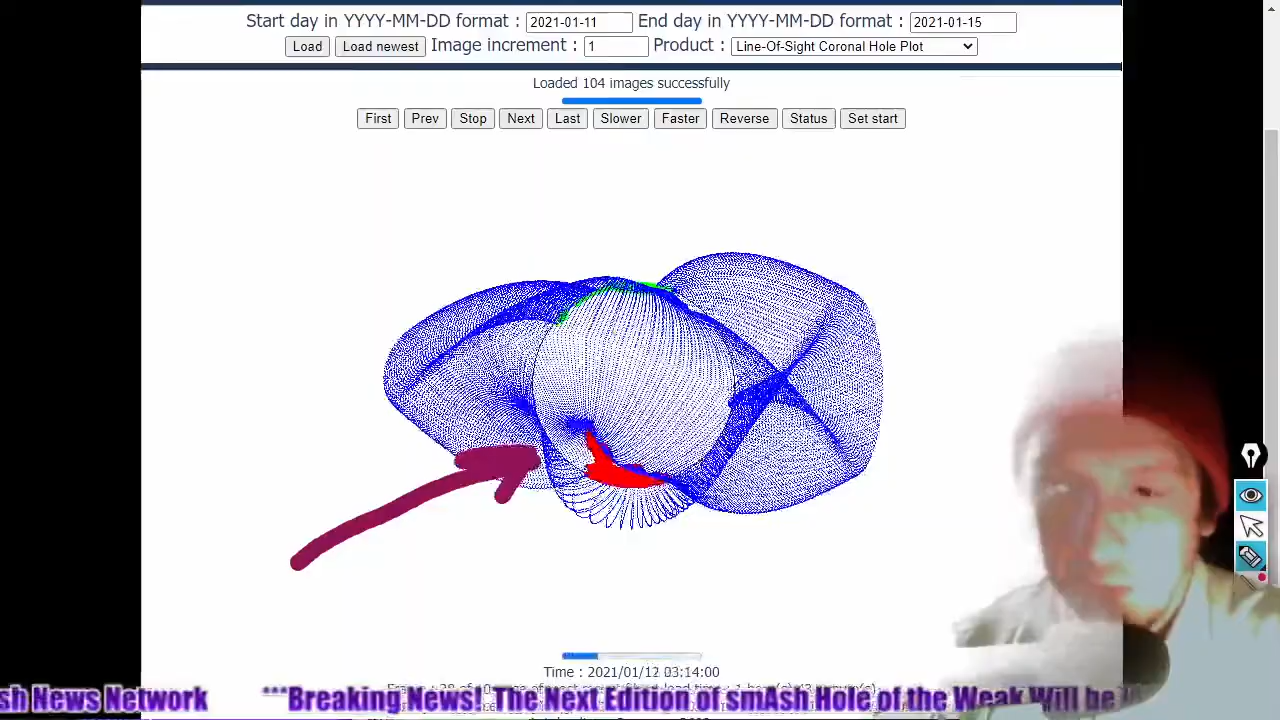 Start day in YYYY-MM-DD format : 2021-01-11 End day in YYYY-MM-DD format : 2021-01-15
Load Load newest Image increment : 1 Product : Line-Of-Sight Coronal Hole Plot
Loaded 104 images successfully
First Prev Stop Next Last Slower Faster Reverse Status Set start
Time : 2021/01/12 03:14:00
sh News Network ***Breaking News! The Next Edition of smAsh Hole of the Weak Will be